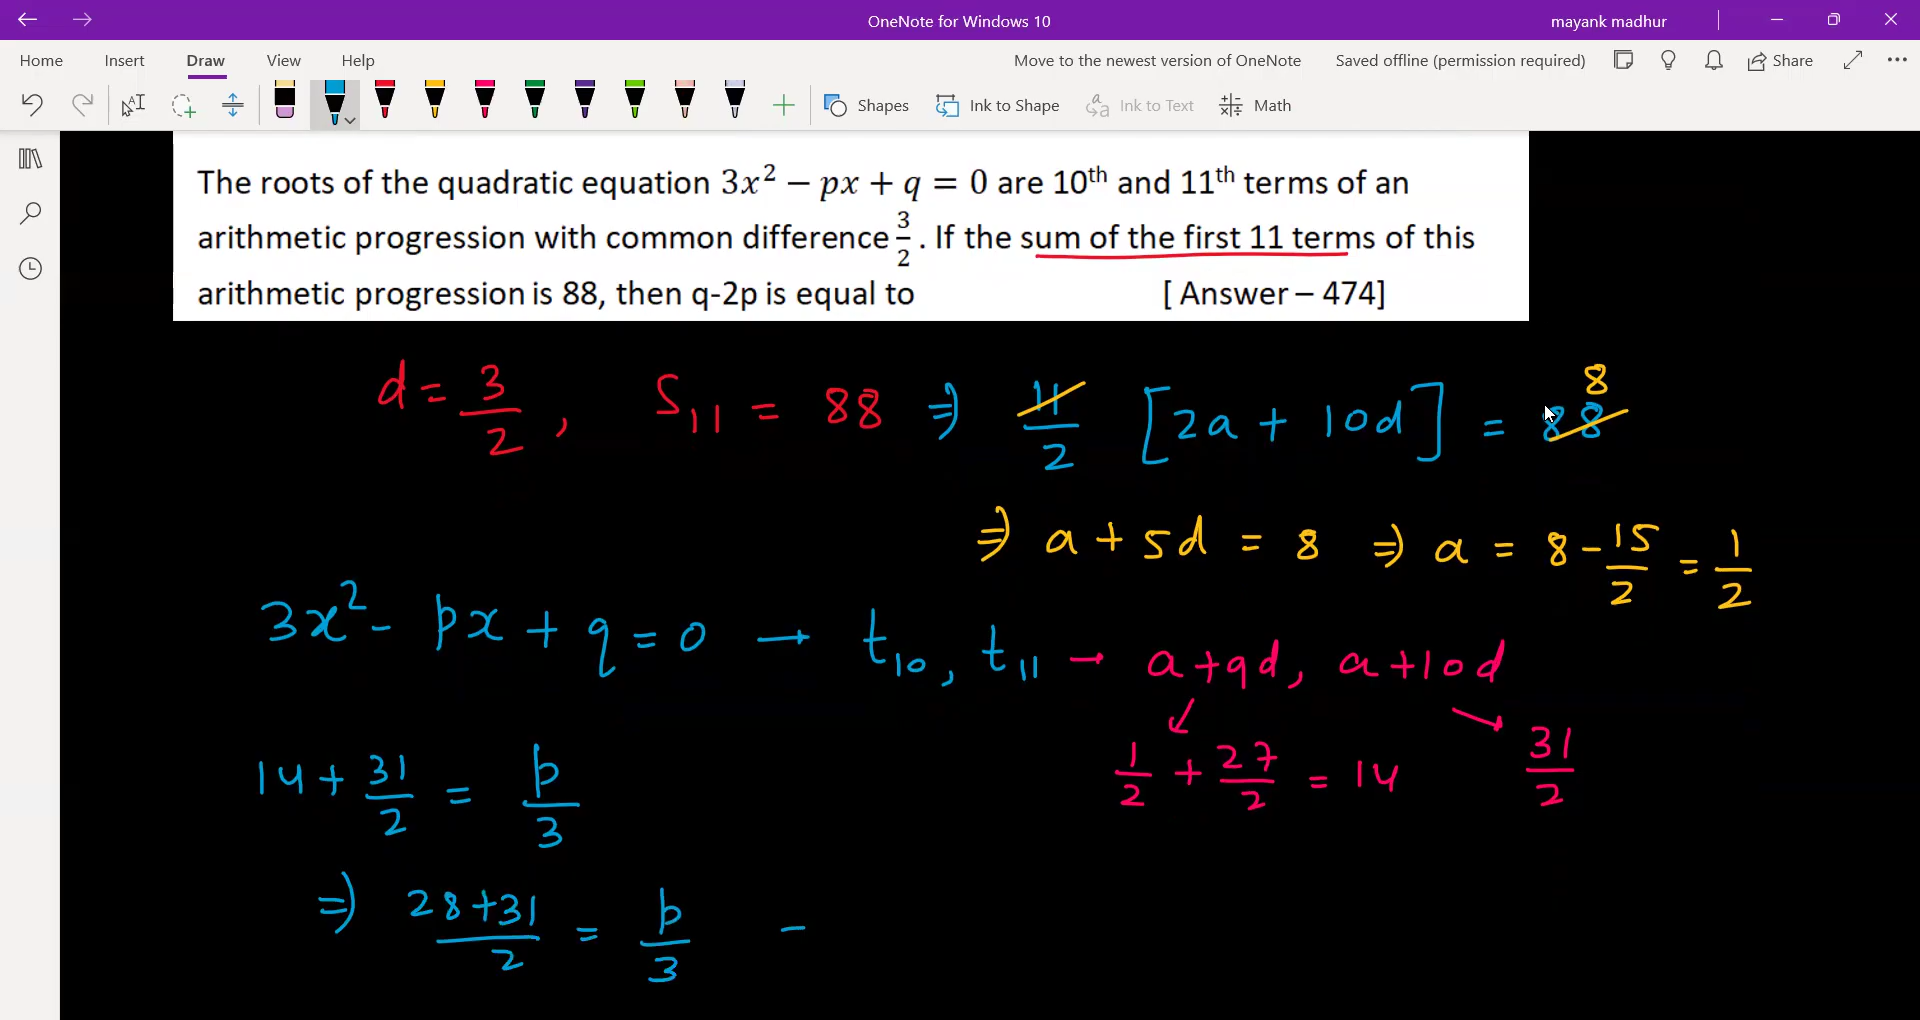 OneNote for Windows 10
mayank madhur
Home Insert Draw View Help
Move to the newest version of OneNote Saved offline (permission required) Share
Shapes Ink to Shape Ink to Text Math
The roots of the quadratic equation 3x² − px + q = 0 are 10th and 11th terms of an
arithmetic progression with common difference 3/2 . If the sum of the first 11 terms of this
arithmetic progression is 88, then q-2p is equal to [ Answer – 474]
d = 3/2 , S₁₁ = 88 ⇒ 11/2 [2a + 10d] = 88 8
⇒ a + 5d = 8 ⇒ a = 8 - 15/2 = 1/2
3x² - px + q = 0 → t₁₀, t₁₁ → a + 9d, a + 10d
1/2 + 27/2 = 14 31/2
14 + 31/2 = p/3
⇒ 28+31/2 = p/3 -